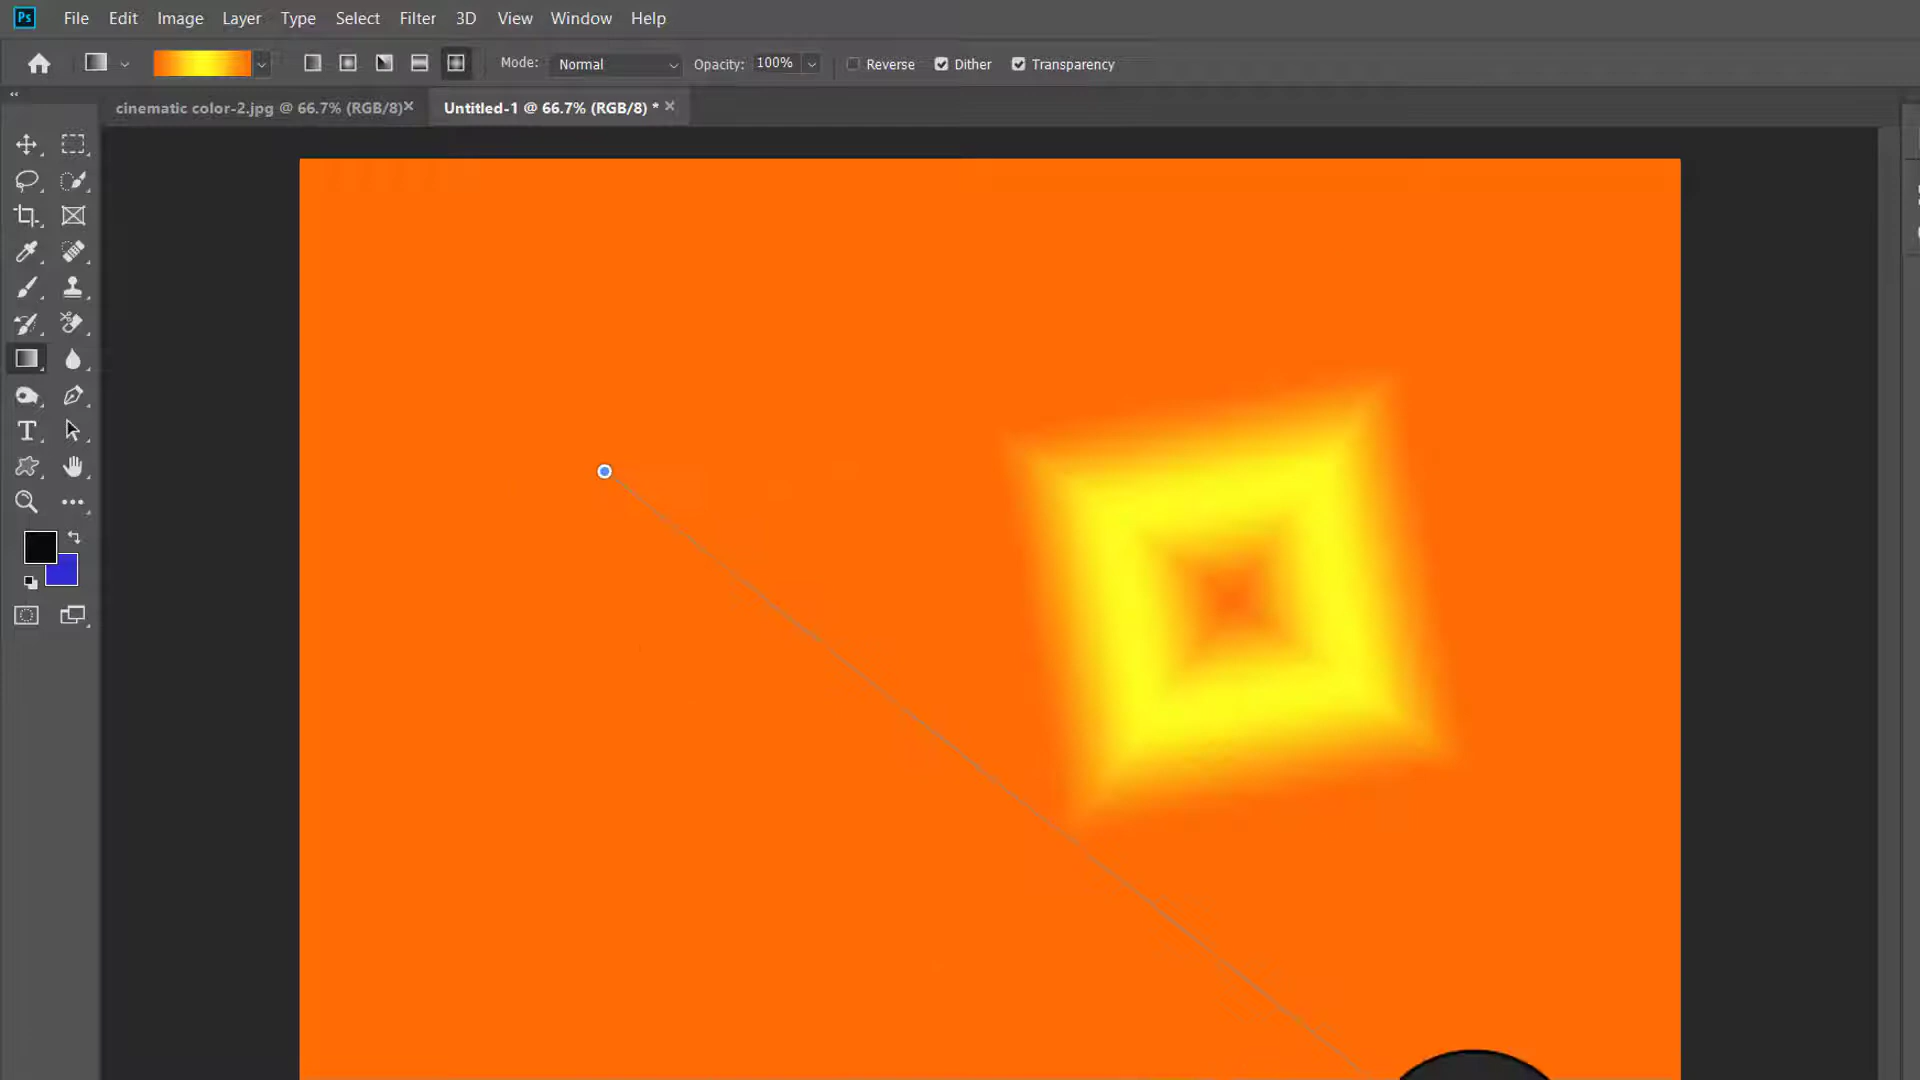 Ps File Edit Image Layer Type Select Filter 3D View Window Help
Mode: Normal Opacity: 100% Reverse Dither Transparency
cinematic color-2.jpg @ 66.7% (RGB/8) Untitled-1 @ 66.7% (RGB/8) *
T